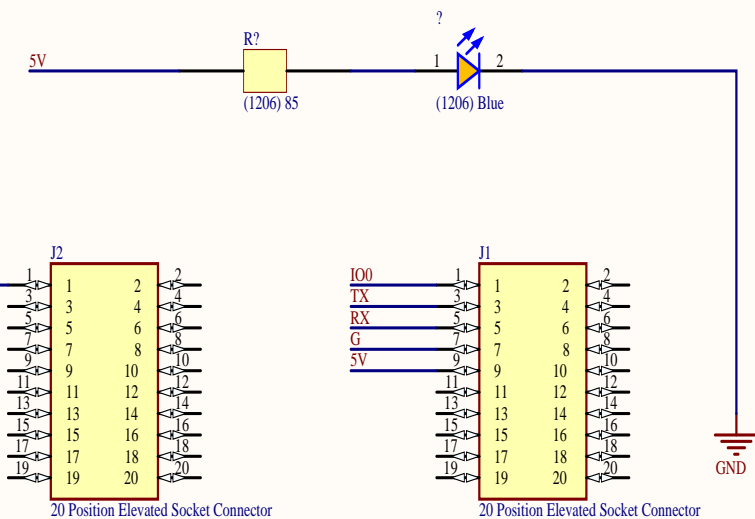 ?
R?
5V
1
2
(1206) 85
(1206) Blue
J2
1 1 2 2
3 3 4 4
5 5 6 6
7 7 8 8
9 9 10 10
11 11 12 12
13 13 14 14
15 15 16 16
17 17 18 18
19 19 20 20
20 Position Elevated Socket Connector
J1
IO0 1 1 2 2
TX 3 3 4 4
RX 5 5 6 6
G 7 7 8 8
5V 9 9 10 10
11 11 12 12
13 13 14 14
15 15 16 16
17 17 18 18
19 19 20 20
20 Position Elevated Socket Connector
GND